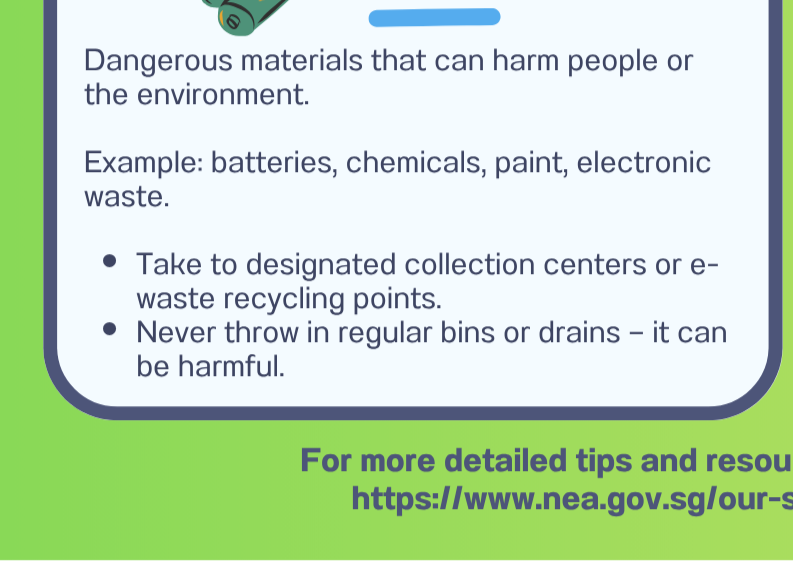 Dangerous materials that can harm people or
the environment.
Example: batteries, chemicals, paint, electronic
waste.
• Take to designated collection centers or e-
waste recycling points.
• Never throw in regular bins or drains – it can
be harmful.
For more detailed tips and resou
https://www.nea.gov.sg/our-s